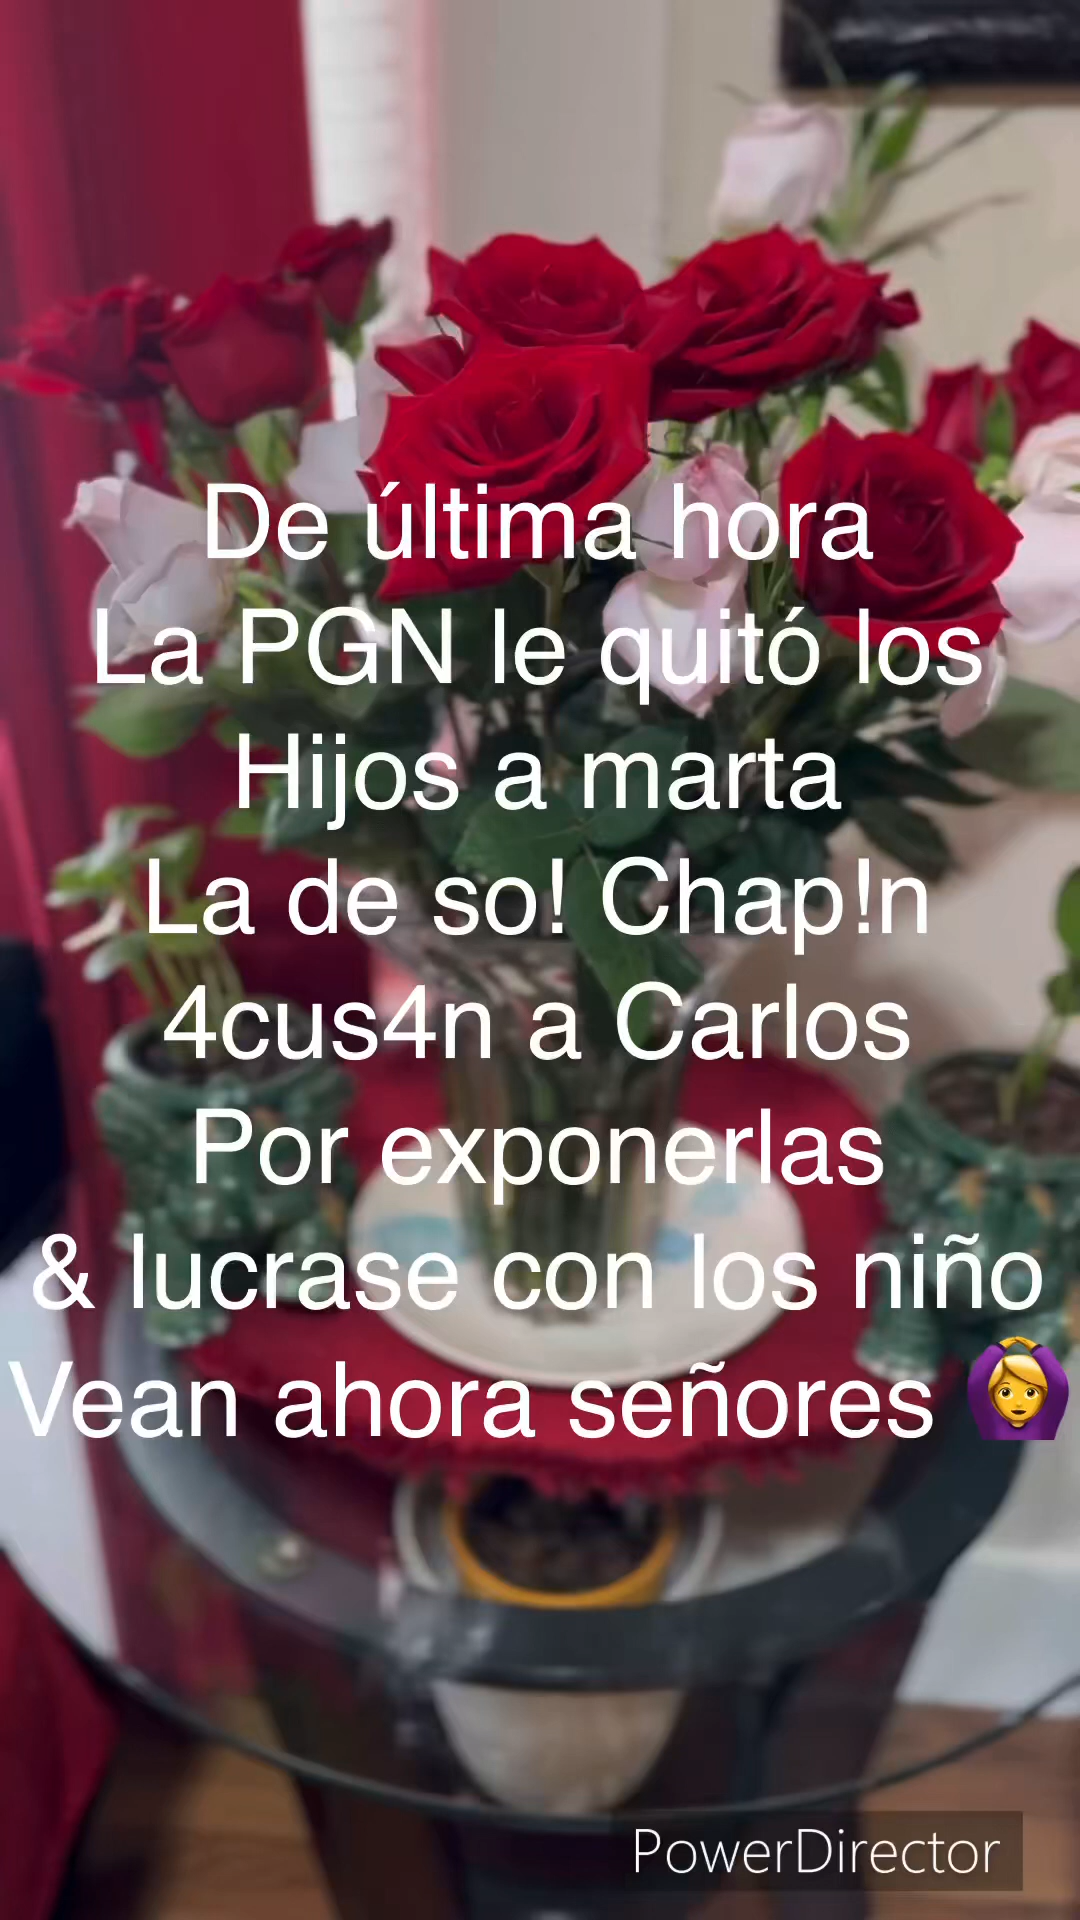 De última hora
La PGN le quitó los
Hijos a marta
La de so! Chap!n
4cus4n a Carlos
Por exponerlas
& lucrase con los niño
Vean ahora señores 🙆‍♀️
PowerDirector